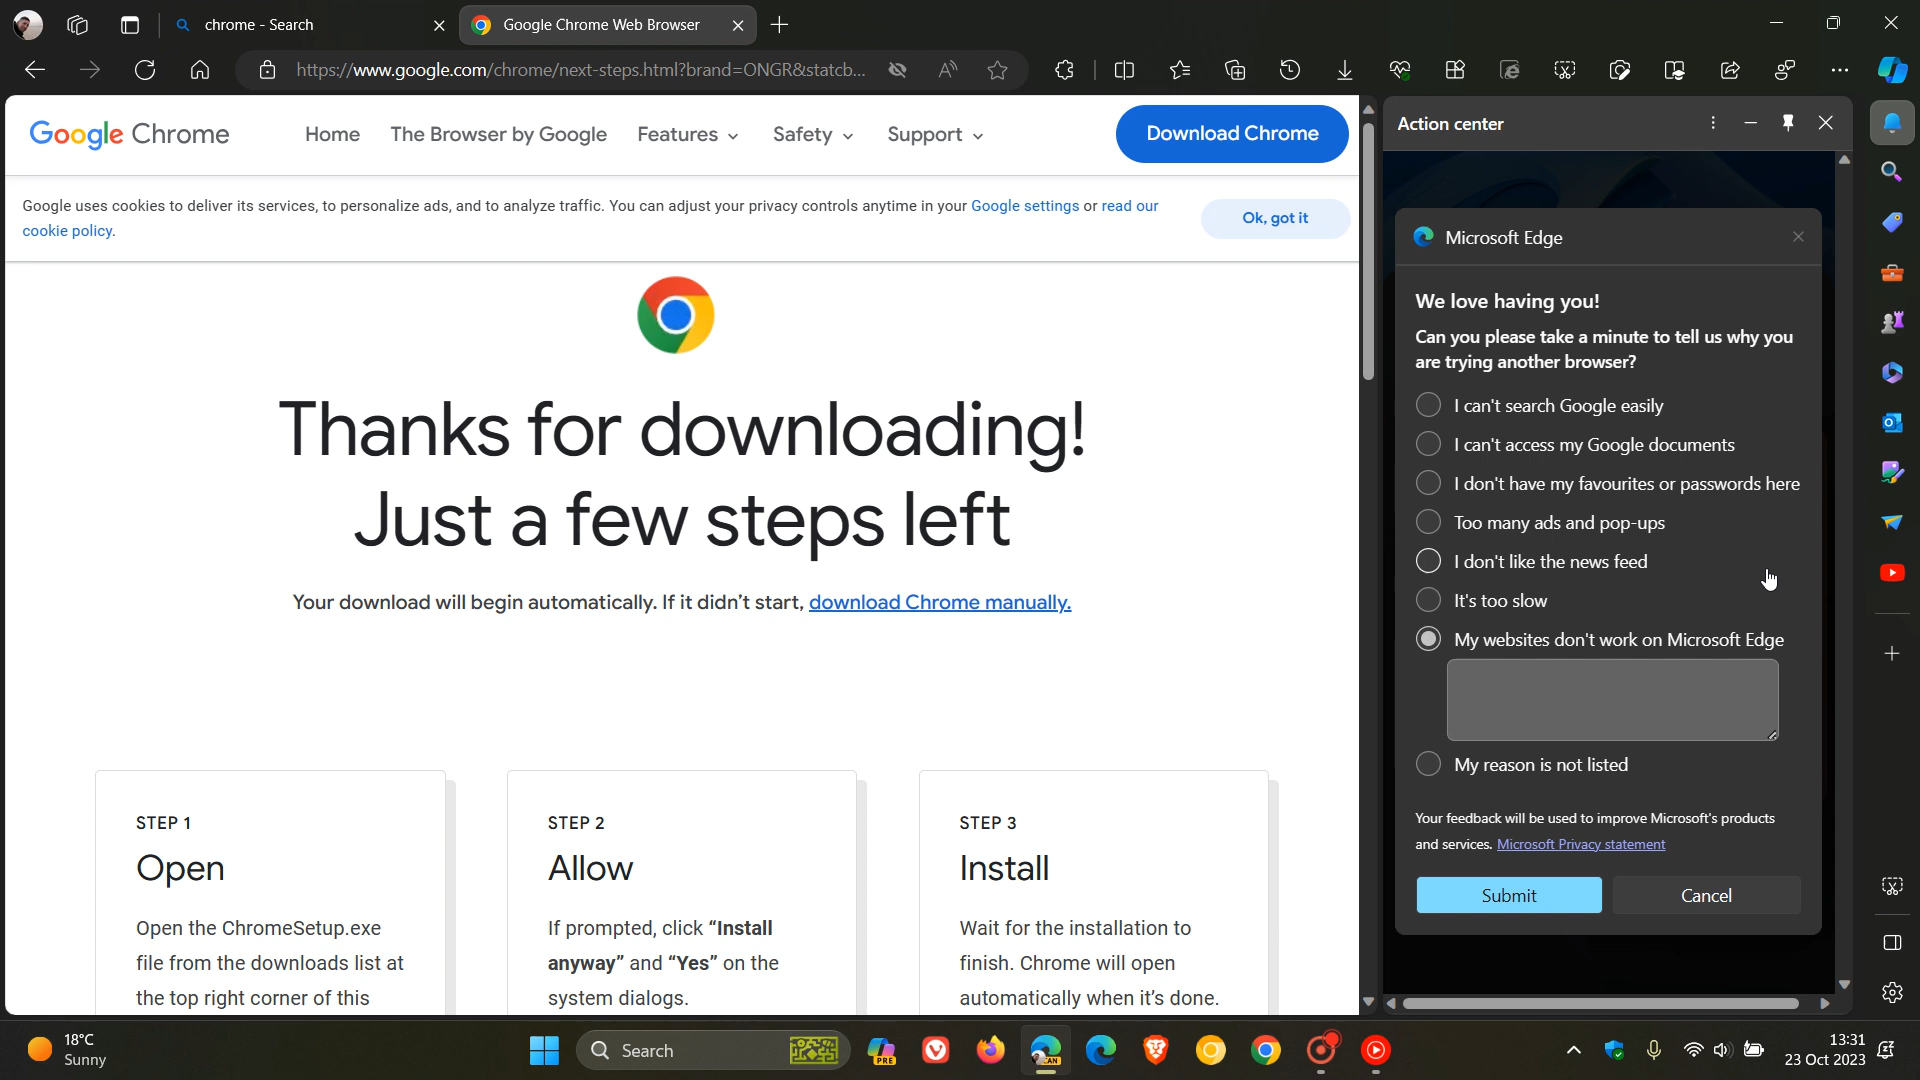 chrome - Search
Google Chrome Web Browser
https://www.google.com/chrome/next-steps.html?brand=ONGR&statcb...
Google Chrome
Home
The Browser by Google
Features
Safety
Support
Download Chrome
Google uses cookies to deliver its services, to personalize ads, and to analyze traffic. You can adjust your privacy controls anytime in your Google settings or read our
cookie policy.
Ok, got it
Thanks for downloading!
Just a few steps left
Your download will begin automatically. If it didn't start, download Chrome manually.
STEP 1
Open
Open the ChromeSetup.exe
file from the downloads list at
the top right corner of this
STEP 2
Allow
If prompted, click “Install
anyway” and “Yes” on the
system dialogs.
STEP 3
Install
Wait for the installation to
finish. Chrome will open
automatically when it’s done.
Action center
Microsoft Edge
We love having you!
Can you please take a minute to tell us why you
are trying another browser?
I can't search Google easily
I can't access my Google documents
I don't have my favourites or passwords here
Too many ads and pop-ups
I don't like the news feed
It's too slow
My websites don't work on Microsoft Edge
My reason is not listed
Your feedback will be used to improve Microsoft's products
and services. Microsoft Privacy statement
Submit
Cancel
18°C
Sunny
Search
PRE
CAN
13:31
23 Oct 2023